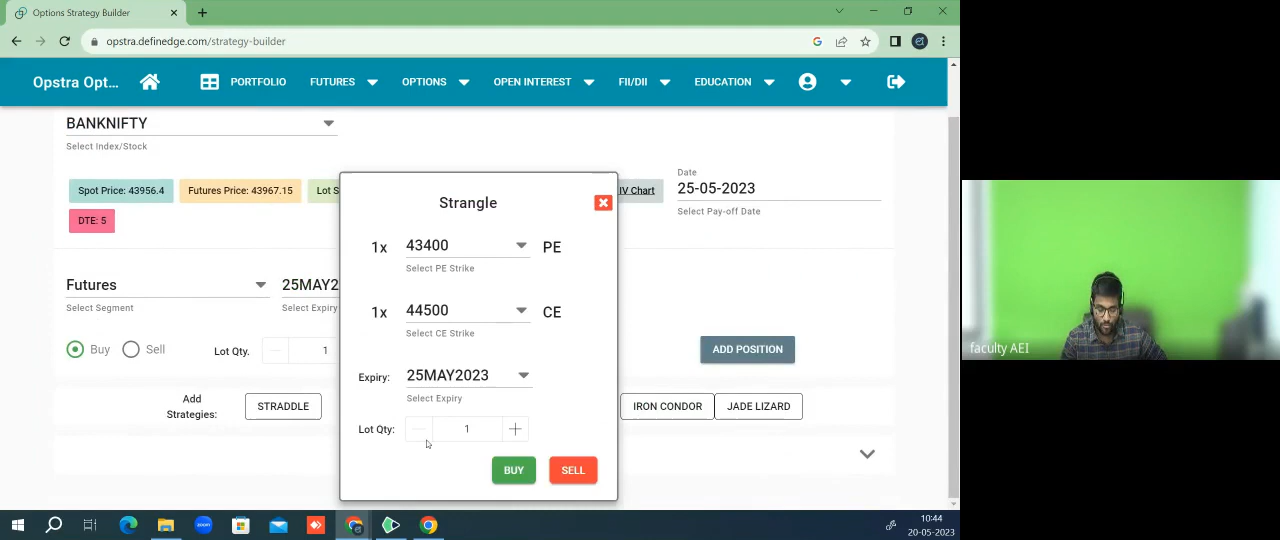 Options Strategy Builder
opstra.definedge.com/strategy-builder
Opstra Opt...
PORTFOLIO
FUTURES
OPTIONS
OPEN INTEREST
FII/DII
EDUCATION
BANKNIFTY
Select Index/Stock
Spot Price: 43956.4
Futures Price: 43967.15
Lot S
IV Chart
Date
25-05-2023
Select Pay-off Date
DTE: 5
Strangle
1x 43400 PE
Select PE Strike
1x 44500 CE
Select CE Strike
Expiry: 25MAY2023
Select Expiry
Lot Qty: 1
BUY
SELL
Futures
Select Segment
25MAY2
Select Expiry
Buy
Sell
Lot Qty. 1
ADD POSITION
Add
Strategies:
STRADDLE
IRON CONDOR
JADE LIZARD
faculty AEI
zoom
10:44
20-05-2023